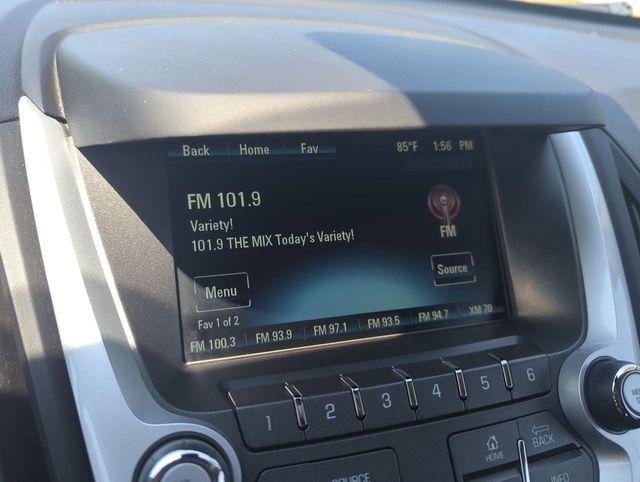 Back Home Fav 85°F 1:56 PM
FM 101.9
Variety!
101.9 THE MIX Today's Variety!
FM
Menu
Source
Fav 1 of 2
FM 100.3 FM 93.9 FM 97.1 FM 93.5 FM 94.7 XM 70
1 2 3 4 5 6
HOME BACK
SOURCE INFO